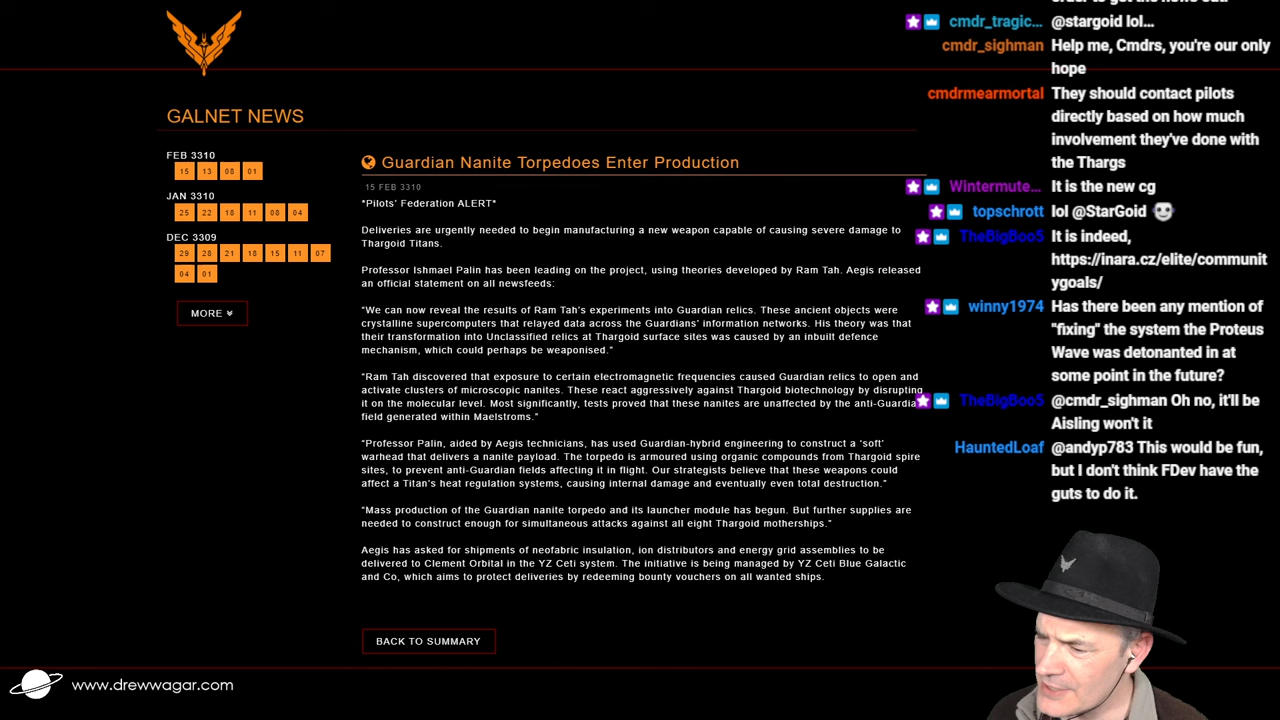 GALNET NEWS
FEB 3310
15 13 08 01
JAN 3310
25 22 18 11 08 04
DEC 3309
29 28 21 18 15 11 07
04 01
MORE
Guardian Nanite Torpedoes Enter Production
15 FEB 3310
*Pilots' Federation ALERT*
Deliveries are urgently needed to begin manufacturing a new weapon capable of causing severe damage to
Thargoid Titans.
Professor Ishmael Palin has been leading on the project, using theories developed by Ram Tah. Aegis released
an official statement on all newsfeeds:
"We can now reveal the results of Ram Tah's experiments into Guardian relics. These ancient objects were
crystalline supercomputers that relayed data across the Guardians' information networks. His theory was that
their transformation into Unclassified relics at Thargoid surface sites was caused by an inbuilt defence
mechanism, which could perhaps be weaponised."
"Ram Tah discovered that exposure to certain electromagnetic frequencies caused Guardian relics to open and
activate clusters of microscopic nanites. These react aggressively against Thargoid biotechnology by disrupting
it on the molecular level. Most significantly, tests proved that these nanites are unaffected by the anti-Guardia
field generated within Maelstroms."
"Professor Palin, aided by Aegis technicians, has used Guardian-hybrid engineering to construct a 'soft'
warhead that delivers a nanite payload. The torpedo is armoured using organic compounds from Thargoid spire
sites, to prevent anti-Guardian fields affecting it in flight. Our strategists believe that these weapons could
affect a Titan's heat regulation systems, causing internal damage and eventually even total destruction."
"Mass production of the Guardian nanite torpedo and its launcher module has begun. But further supplies are
needed to construct enough for simultaneous attacks against all eight Thargoid motherships."
Aegis has asked for shipments of neofabric insulation, ion distributors and energy grid assemblies to be
delivered to Clement Orbital in the YZ Ceti system. The initiative is being managed by YZ Ceti Blue Galactic
and Co, which aims to protect deliveries by redeeming bounty vouchers on all wanted ships.
BACK TO SUMMARY
www.drewwagar.com
cmdr_tragic... @stargoid lol...
cmdr_sighman Help me, Cmdrs, you're our only
hope
cmdrmearmortal They should contact pilots
directly based on how much
involvement they've done with
the Thargs
Wintermute... It is the new cg
topschrott lol @StarGoid
TheBigBoo5 It is indeed,
https://inara.cz/elite/communit
ygoals/
winny1974 Has there been any mention of
"fixing" the system the Proteus
Wave was detonanted in at
some point in the future?
TheBigBoo5 @cmdr_sighman Oh no, it'll be
Aisling won't it
HauntedLoaf @andyp783 This would be fun,
but I don't think FDev have the
guts to do it.